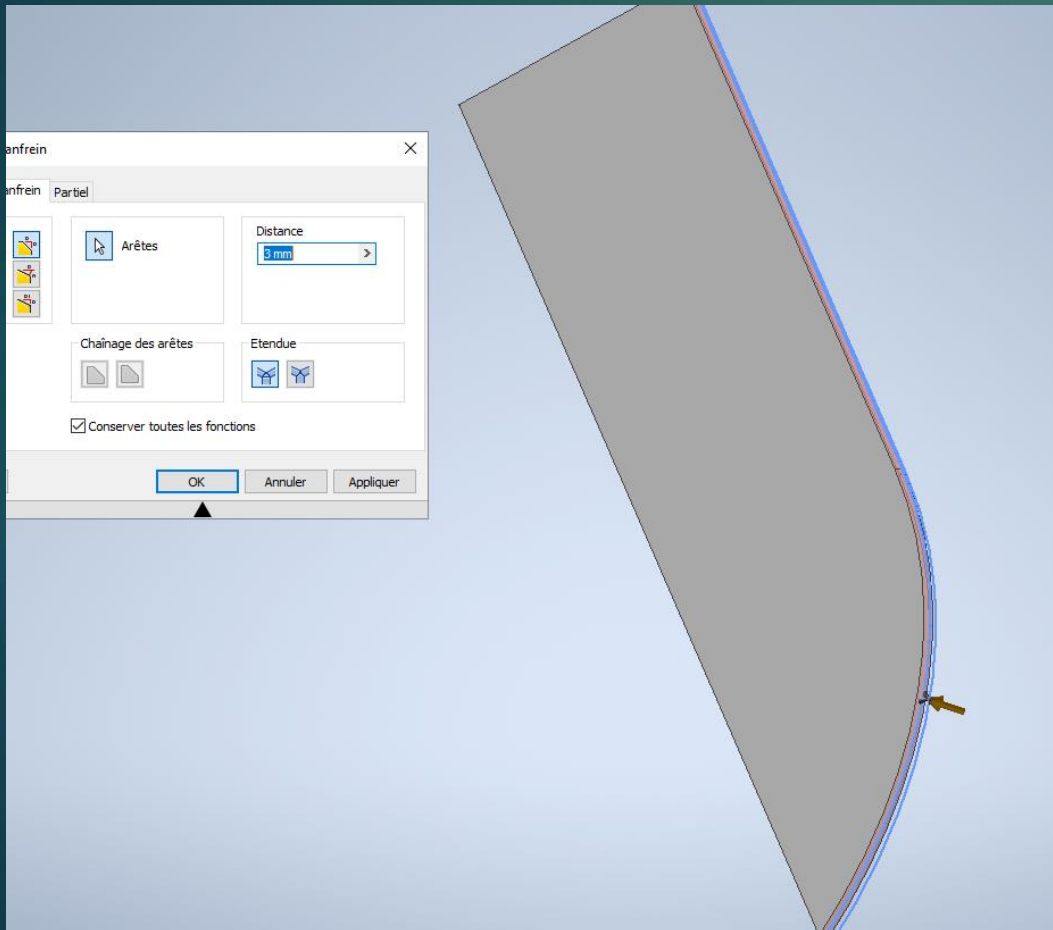 anfrein
anfrein Partiel
Arêtes
Distance
3 mm
Chaînage des arêtes
Etendue
Conserver toutes les fonctions
OK Annuler Appliquer